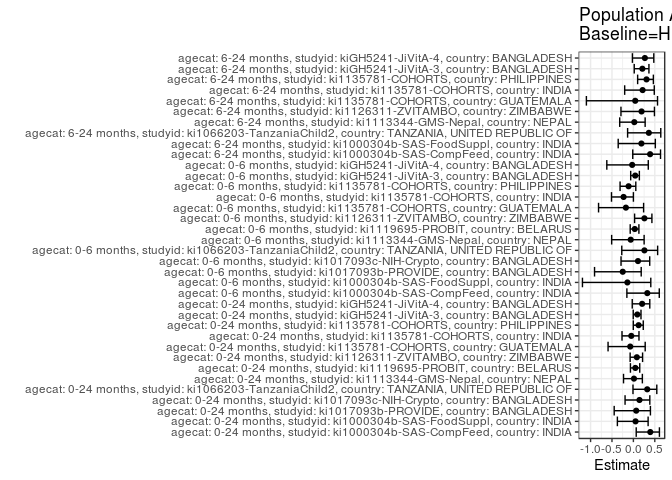 Population A
Baseline=H
agecat: 6-24 months, studyid: kiGH5241-JiVitA-4, country: BANGLADESH
agecat: 6-24 months, studyid: kiGH5241-JiVitA-3, country: BANGLADESH
agecat: 6-24 months, studyid: ki1135781-COHORTS, country: PHILIPPINES
agecat: 6-24 months, studyid: ki1135781-COHORTS, country: INDIA
agecat: 6-24 months, studyid: ki1135781-COHORTS, country: GUATEMALA
agecat: 6-24 months, studyid: ki1126311-ZVITAMBO, country: ZIMBABWE
agecat: 6-24 months, studyid: ki1113344-GMS-Nepal, country: NEPAL
agecat: 6-24 months, studyid: ki1066203-TanzaniaChild2, country: TANZANIA, UNITED REPUBLIC OF
agecat: 6-24 months, studyid: ki1000304b-SAS-FoodSuppl, country: INDIA
agecat: 6-24 months, studyid: ki1000304b-SAS-CompFeed, country: INDIA
agecat: 0-6 months, studyid: kiGH5241-JiVitA-4, country: BANGLADESH
agecat: 0-6 months, studyid: kiGH5241-JiVitA-3, country: BANGLADESH
agecat: 0-6 months, studyid: ki1135781-COHORTS, country: PHILIPPINES
agecat: 0-6 months, studyid: ki1135781-COHORTS, country: INDIA
agecat: 0-6 months, studyid: ki1135781-COHORTS, country: GUATEMALA
agecat: 0-6 months, studyid: ki1126311-ZVITAMBO, country: ZIMBABWE
agecat: 0-6 months, studyid: ki1119695-PROBIT, country: BELARUS
agecat: 0-6 months, studyid: ki1113344-GMS-Nepal, country: NEPAL
agecat: 0-6 months, studyid: ki1066203-TanzaniaChild2, country: TANZANIA, UNITED REPUBLIC OF
agecat: 0-6 months, studyid: ki1017093c-NIH-Crypto, country: BANGLADESH
agecat: 0-6 months, studyid: ki1017093b-PROVIDE, country: BANGLADESH
agecat: 0-6 months, studyid: ki1000304b-SAS-FoodSuppl, country: INDIA
agecat: 0-6 months, studyid: ki1000304b-SAS-CompFeed, country: INDIA
agecat: 0-24 months, studyid: kiGH5241-JiVitA-4, country: BANGLADESH
agecat: 0-24 months, studyid: kiGH5241-JiVitA-3, country: BANGLADESH
agecat: 0-24 months, studyid: ki1135781-COHORTS, country: PHILIPPINES
agecat: 0-24 months, studyid: ki1135781-COHORTS, country: INDIA
agecat: 0-24 months, studyid: ki1135781-COHORTS, country: GUATEMALA
agecat: 0-24 months, studyid: ki1126311-ZVITAMBO, country: ZIMBABWE
agecat: 0-24 months, studyid: ki1119695-PROBIT, country: BELARUS
agecat: 0-24 months, studyid: ki1113344-GMS-Nepal, country: NEPAL
agecat: 0-24 months, studyid: ki1066203-TanzaniaChild2, country: TANZANIA, UNITED REPUBLIC OF
agecat: 0-24 months, studyid: ki1017093c-NIH-Crypto, country: BANGLADESH
agecat: 0-24 months, studyid: ki1017093b-PROVIDE, country: BANGLADESH
agecat: 0-24 months, studyid: ki1000304b-SAS-FoodSuppl, country: INDIA
agecat: 0-24 months, studyid: ki1000304b-SAS-CompFeed, country: INDIA
-1.0 -0.5 0.0 0.5
Estimate